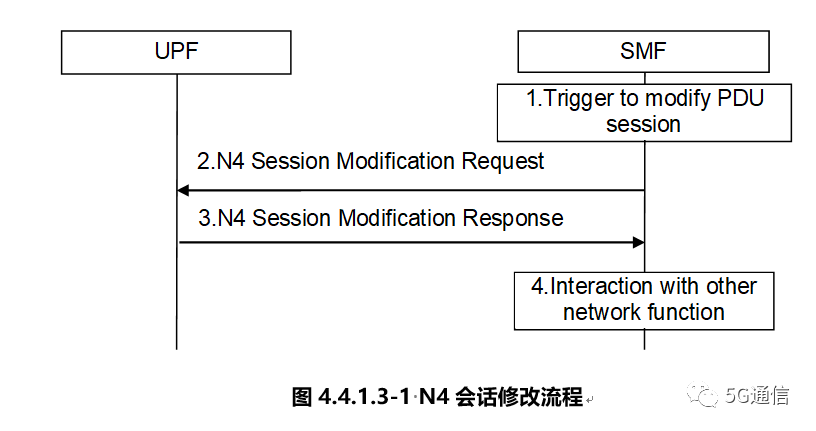 UPF
SMF
1.Trigger to modify PDU
session
2.N4 Session Modification Request
3.N4 Session Modification Response
4.Interaction with other
network function
图 4.4.1.3-1·N4 会话修改流程
5G通信